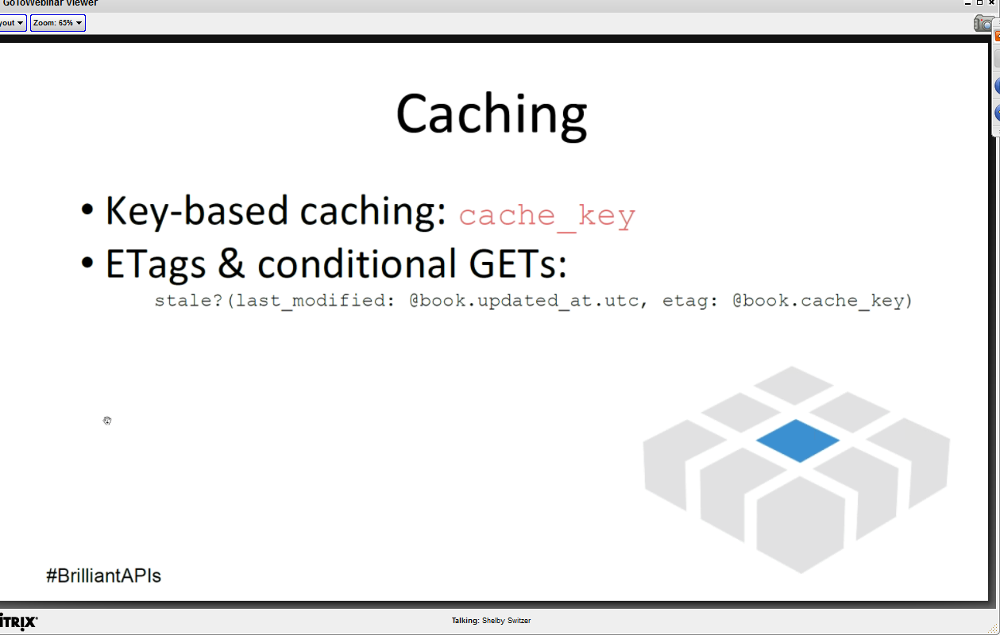 GoToWebinar Viewer
yout
Zoom: 65%
Caching
• Key-based caching: cache_key
• ETags & conditional GETs:
stale?(last_modified: @book.updated_at.utc, etag: @book.cache_key)
#BrilliantAPIs
iTRIX
Talking: Shelby Switzer